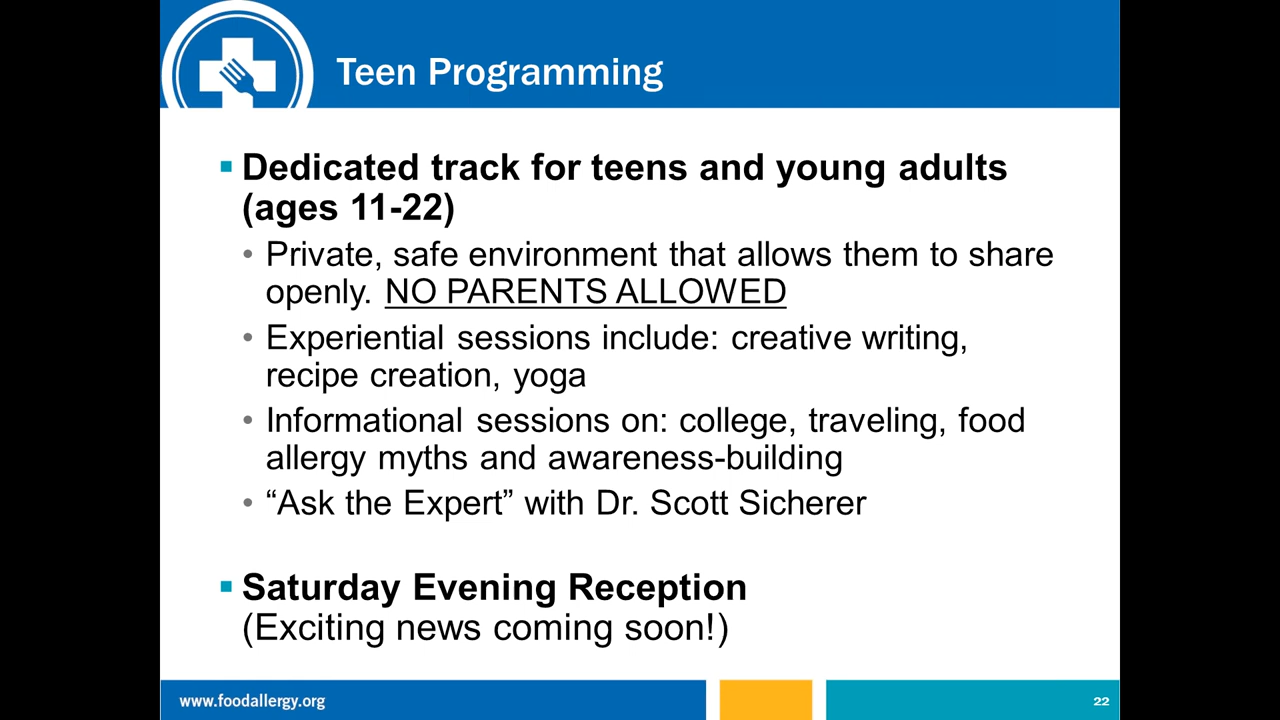 Teen Programming
Dedicated track for teens and young adults
(ages 11-22)
• Private, safe environment that allows them to share
openly. NO PARENTS ALLOWED
• Experiential sessions include: creative writing,
recipe creation, yoga
• Informational sessions on: college, traveling, food
allergy myths and awareness-building
• “Ask the Expert” with Dr. Scott Sicherer
Saturday Evening Reception
(Exciting news coming soon!)
www.foodallergy.org
22